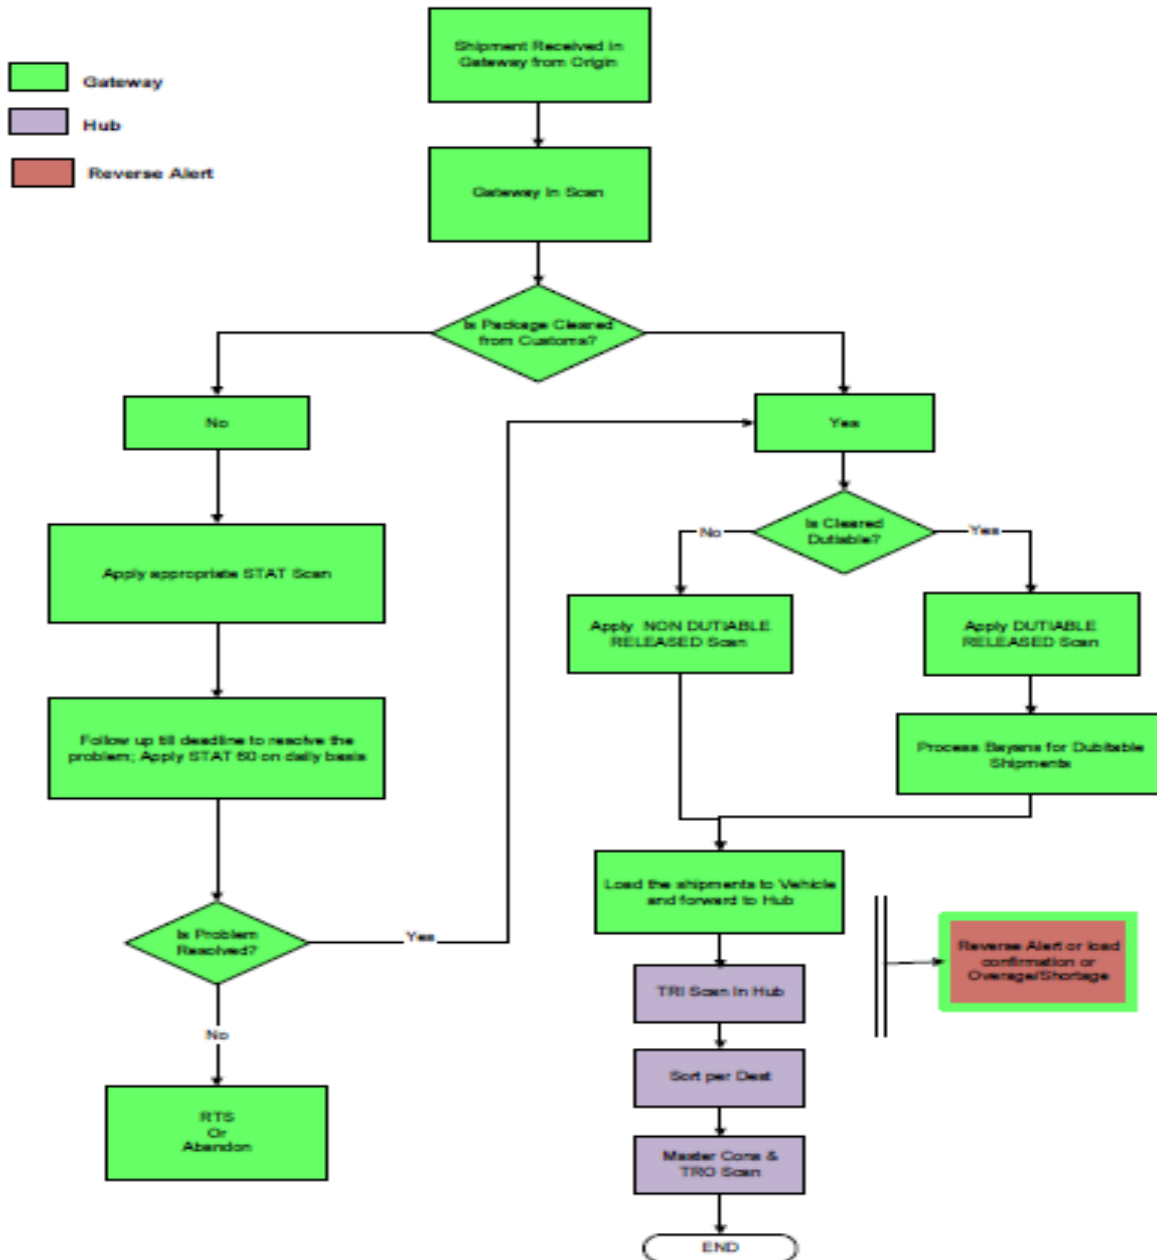 Shipment Received in
Gateway from Origin
Gateway
Hub
Reverse Alert
Gateway In Scan
Is Package Cleared
from Customs?
No
Yes
Is Cleared
Dutiable?
No
Yes
Apply appropriate STAT Scan
Apply NON DUTIABLE
RELEASED Scan
Apply DUTIABLE
RELEASED Scan
Follow up till deadline to resolve the
problem; Apply STAT 60 on daily basis
Process Bayans for Dubitable
Shipments
Load the shipments to Vehicle
and forward to Hub
Is Problem
Resolved?
Yes
Reverse Alert or load
confirmation or
Overage/Shortage
TRI Scan In Hub
No
Sort per Dest
RTS
Or
Abandon
Master Cons &
TRO Scan
END